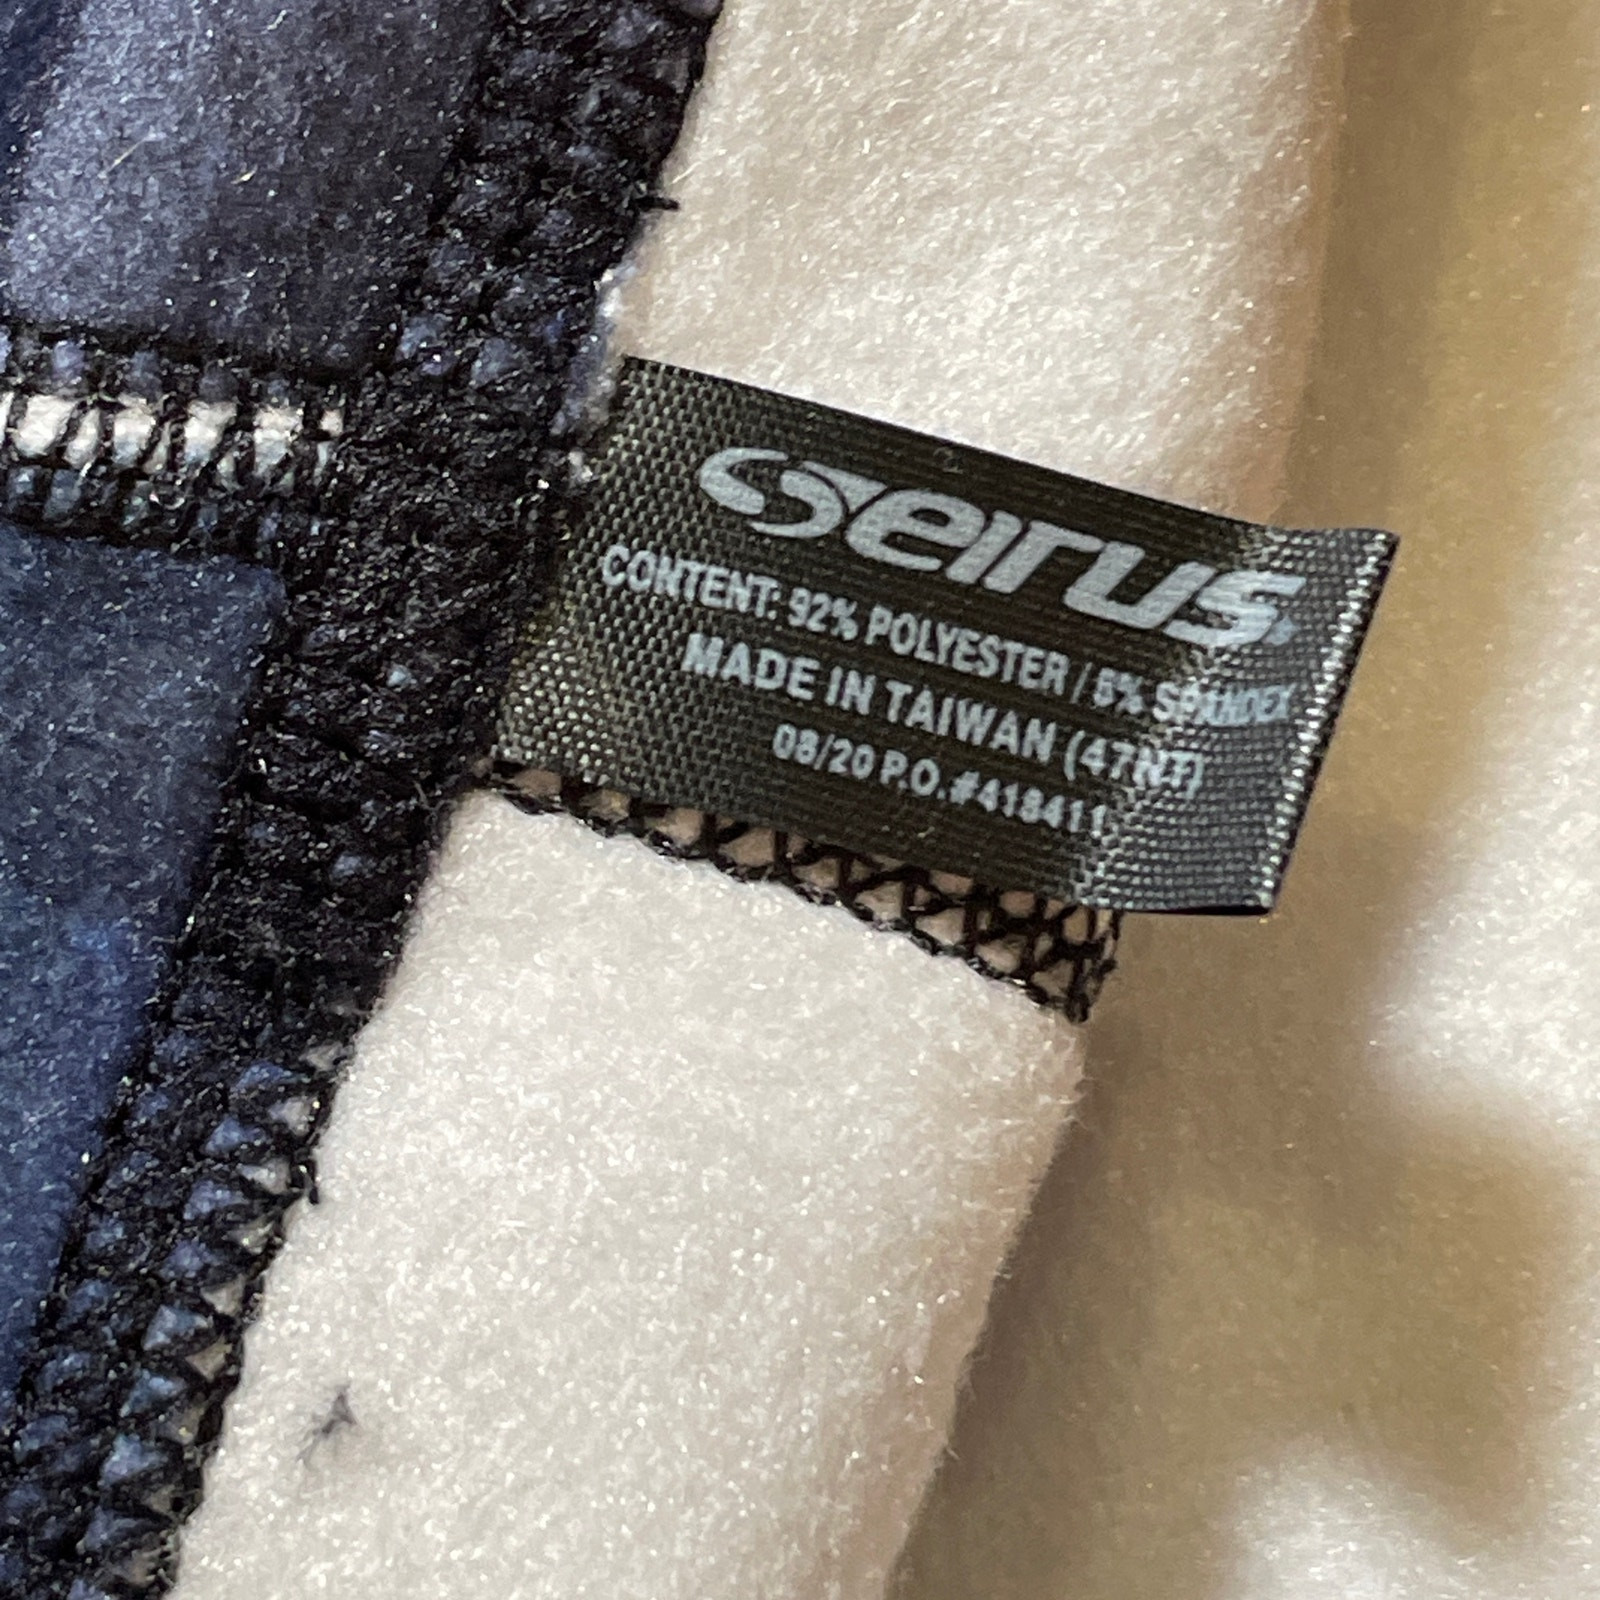 Seirus
CONTENT: 92% POLYESTER / 8% SPANDEX
MADE IN TAIWAN (47NT)
08/20 P.O.#418411